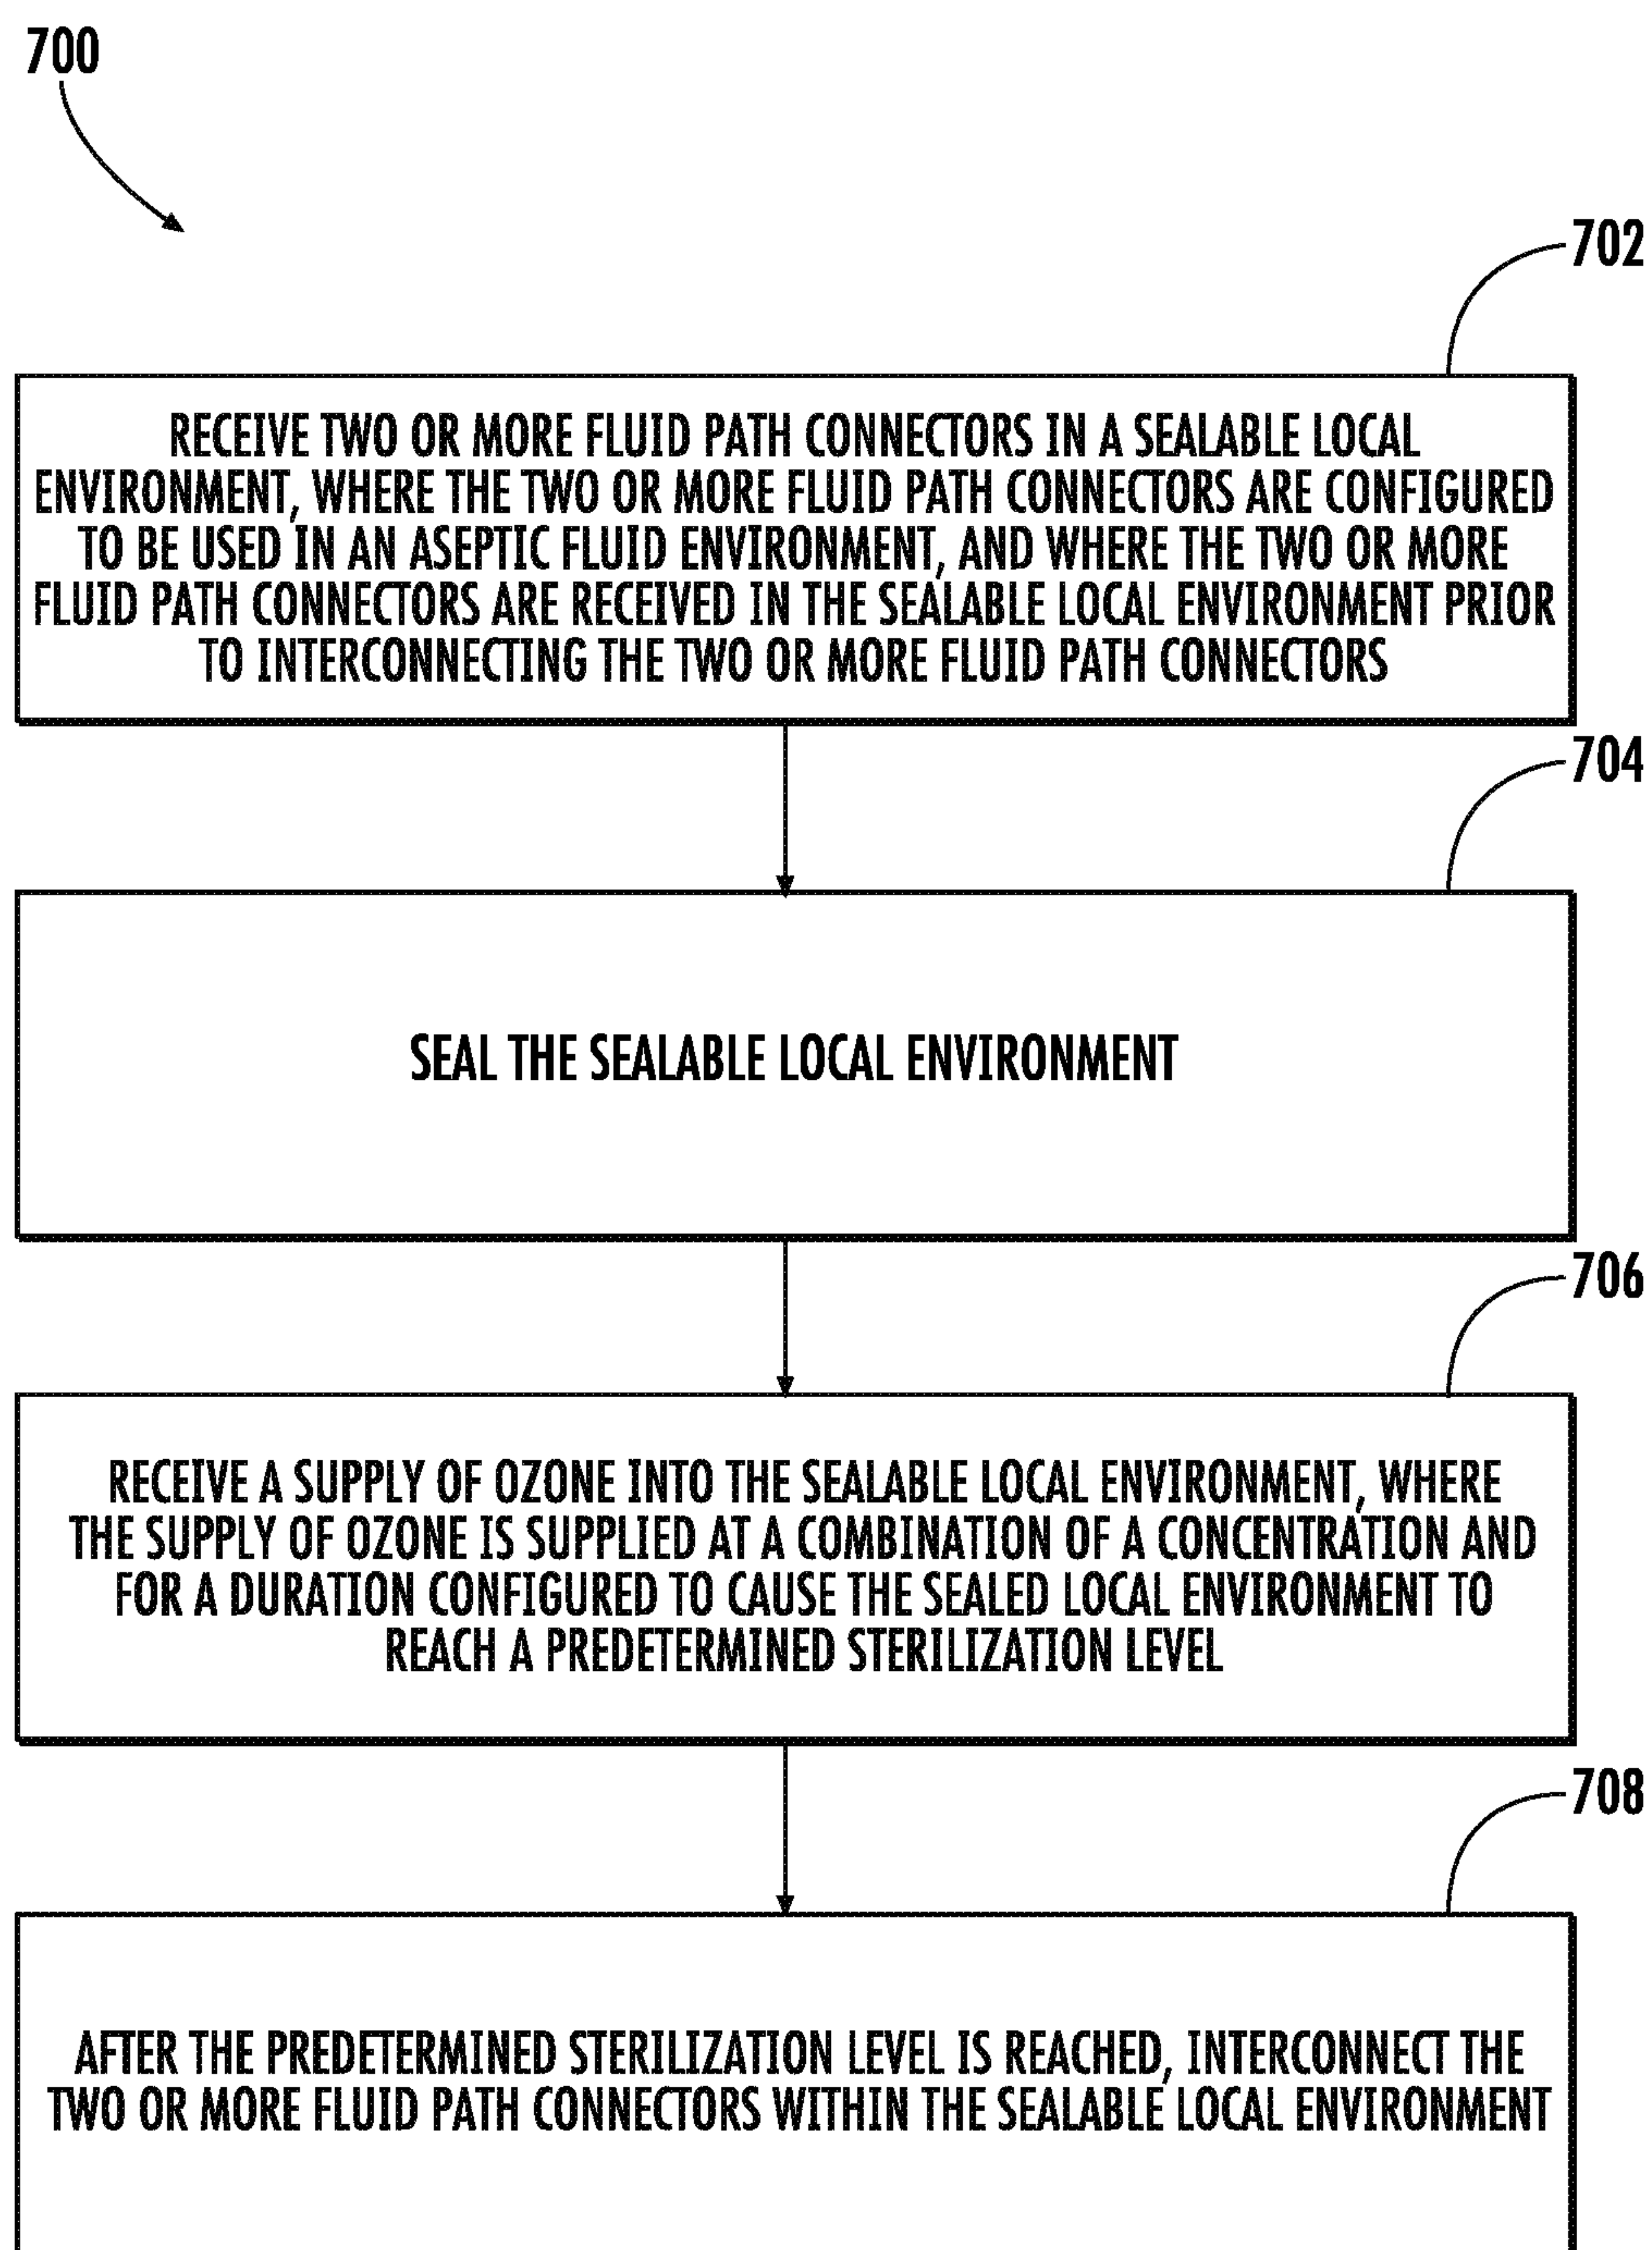 700
702
RECEIVE TWO OR MORE FLUID PATH CONNECTORS IN A SEALABLE LOCAL
ENVIRONMENT, WHERE THE TWO OR MORE FLUID PATH CONNECTORS ARE CONFIGURED
TO BE USED IN AN ASEPTIC FLUID ENVIRONMENT, AND WHERE THE TWO OR MORE
FLUID PATH CONNECTORS ARE RECEIVED IN THE SEALABLE LOCAL ENVIRONMENT PRIOR
TO INTERCONNECTING THE TWO OR MORE FLUID PATH CONNECTORS
704
SEAL THE SEALABLE LOCAL ENVIRONMENT
706
RECEIVE A SUPPLY OF OZONE INTO THE SEALABLE LOCAL ENVIRONMENT, WHERE
THE SUPPLY OF OZONE IS SUPPLIED AT A COMBINATION OF A CONCENTRATION AND
FOR A DURATION CONFIGURED TO CAUSE THE SEALED LOCAL ENVIRONMENT TO
REACH A PREDETERMINED STERILIZATION LEVEL
708
AFTER THE PREDETERMINED STERILIZATION LEVEL IS REACHED, INTERCONNECT THE
TWO OR MORE FLUID PATH CONNECTORS WITHIN THE SEALABLE LOCAL ENVIRONMENT